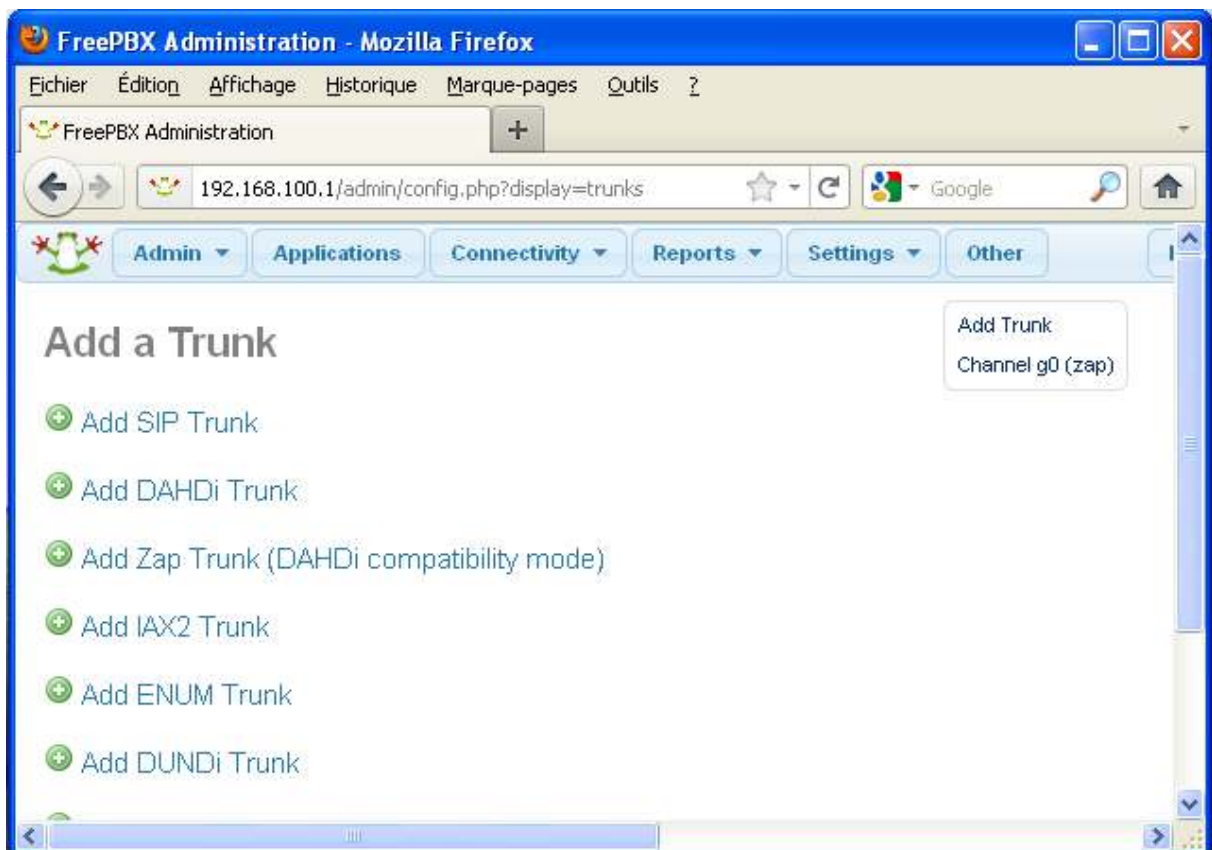 FreePBX Administration - Mozilla Firefox
Fichier Édition Affichage Historique Marque-pages Outils ?
FreePBX Administration
192.168.100.1/admin/config.php?display=trunks Google
Admin Applications Connectivity Reports Settings Other
Add a Trunk
Add Trunk
Channel g0 (zap)
Add SIP Trunk
Add DAHDi Trunk
Add Zap Trunk (DAHDi compatibility mode)
Add IAX2 Trunk
Add ENUM Trunk
Add DUNDi Trunk